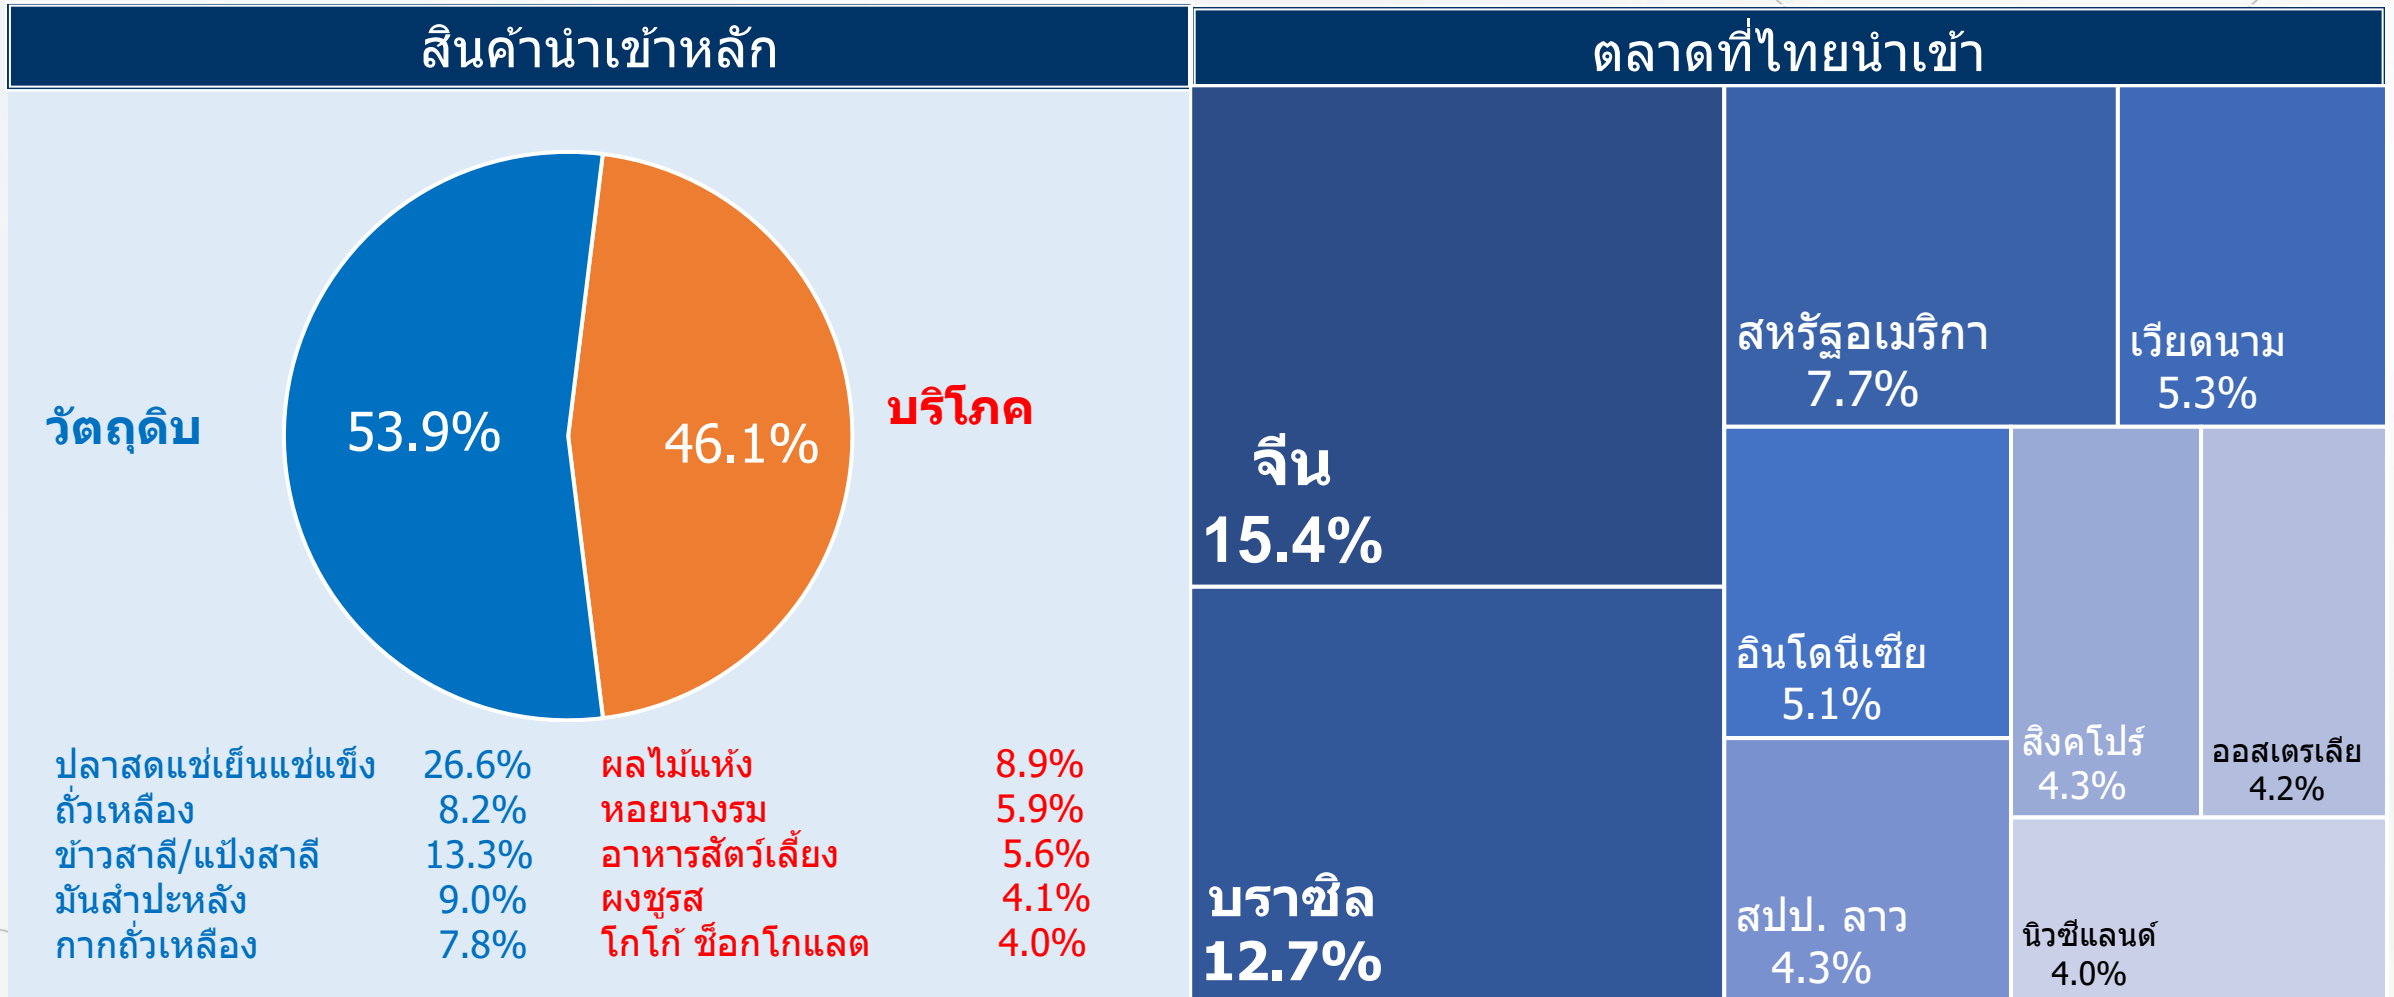 สินค้านำเข้าหลัก
วัตถุดิบ
53.9%
46.1%
บริโภค
ปลาสดแช่เย็นแช่แข็ง 26.6%
ถั่วเหลือง 8.2%
ข้าวสาลี/แป้งสาลี 13.3%
มันสำปะหลัง 9.0%
กากถั่วเหลือง 7.8%
ผลไม้แห้ง 8.9%
หอยนางรม 5.9%
อาหารสัตว์เลี้ยง 5.6%
ผงชูรส 4.1%
โกโก้ ช็อกโกแลต 4.0%
ตลาดที่ไทยนำเข้า
จีน
15.4%
บราซิล
12.7%
สหรัฐอเมริกา
7.7%
เวียดนาม
5.3%
อินโดนีเซีย
5.1%
สปป. ลาว
4.3%
สิงคโปร์
4.3%
ออสเตรเลีย
4.2%
นิวซีแลนด์
4.0%